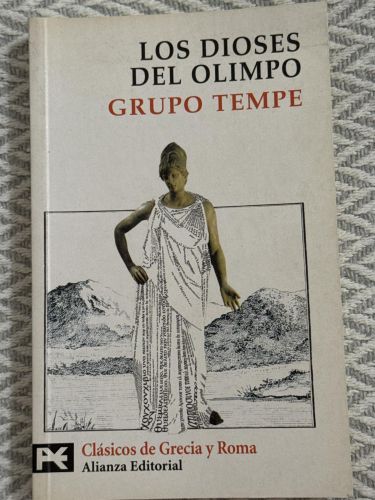 LOS DIOSES
DEL OLIMPO
GRUPO TEMPE
Clásicos de Grecia y Roma
Alianza Editorial